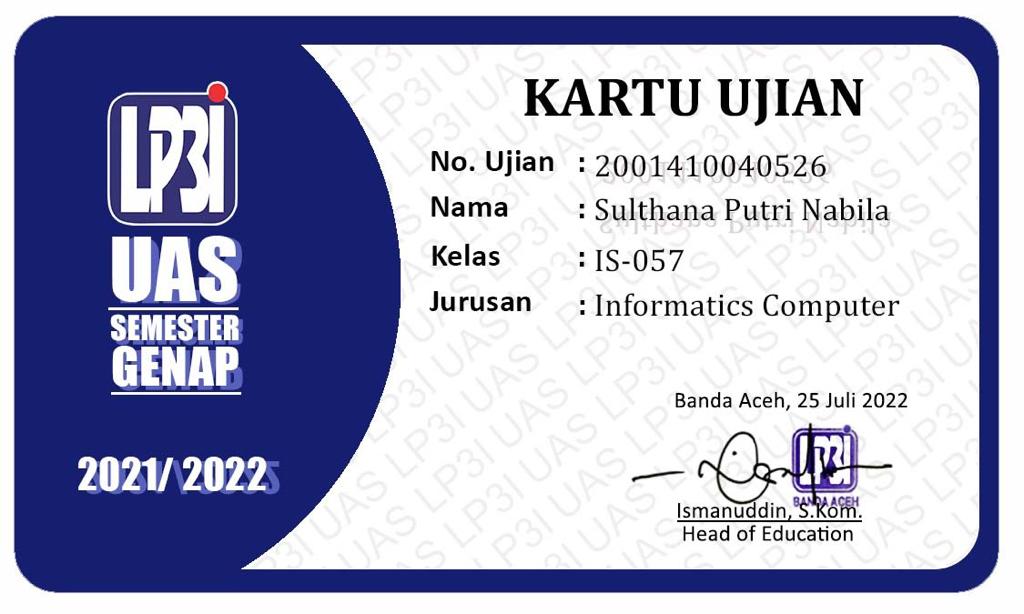 LP3I
UAS
SEMESTER
GENAP
2021/2022
KARTU UJIAN
No. Ujian : 2001410040526
Nama : Sulthana Putri Nabila
Kelas : IS-057
Jurusan : Informatics Computer
Banda Aceh, 25 Juli 2022
LP3I
BANDA ACEH
Ismanuddin, S.Kom.
Head of Education